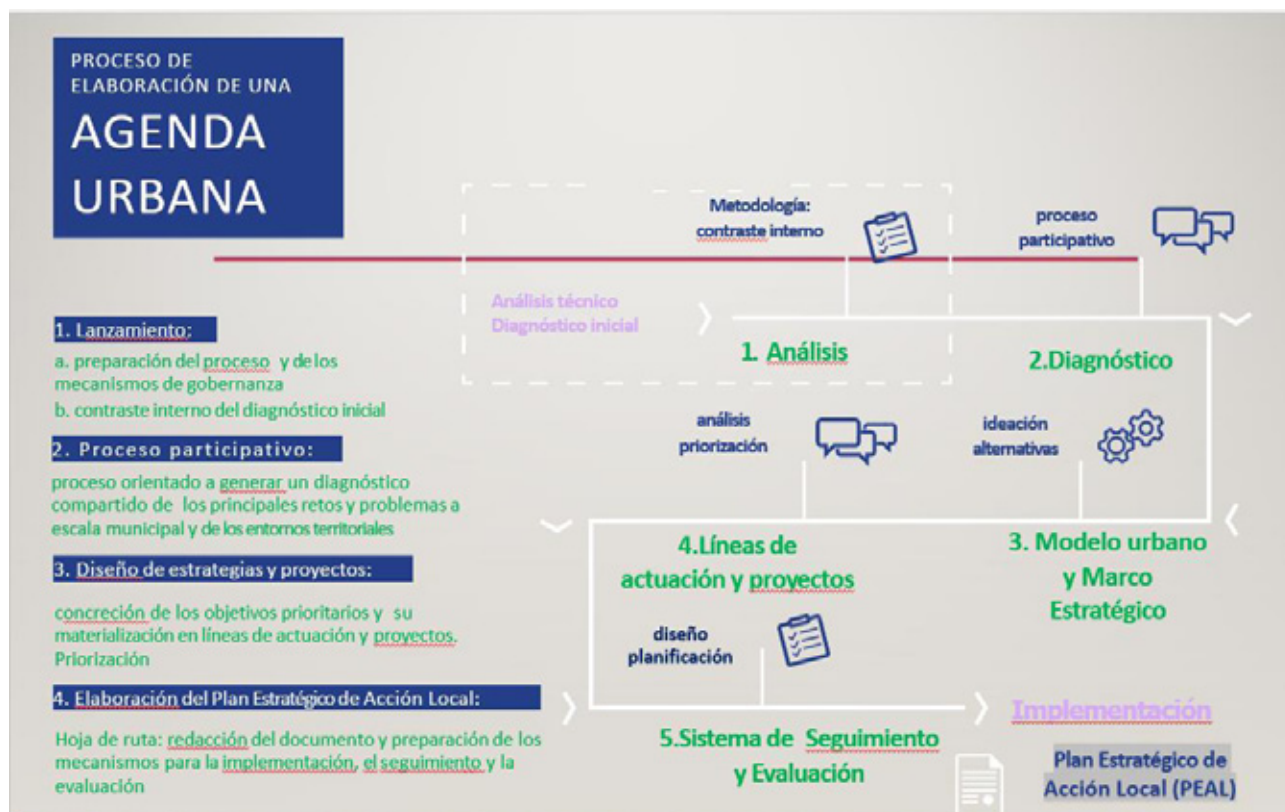 PROCESO DE
ELABORACIÓN DE UNA
AGENDA
URBANA
1. Lanzamiento:
a. preparación del proceso y de los
mecanismos de gobernanza
b. contraste interno del diagnóstico inicial
2. Proceso participativo:
proceso orientado a generar un diagnóstico
compartido de los principales retos y problemas a
escala municipal y de los entornos territoriales
3. Diseño de estrategias y proyectos:
concreción de los objetivos prioritarios y su
materialización en líneas de actuación y proyectos.
Priorización
4. Elaboración del Plan Estratégico de Acción Local:
Hoja de ruta: redacción del documento y preparación de los
mecanismos para la implementación, el seguimiento y la
evaluación
Metodología:
contraste interno
proceso
participativo
Análisis técnico
Diagnóstico inicial
1. Análisis
2.Diagnóstico
análisis
priorización
ideación
alternativas
4.Líneas de
actuación y proyectos
3. Modelo urbano
y Marco
Estratégico
diseño
planificación
5.Sistema de Seguimiento
y Evaluación
Implementación
Plan Estratégico de
Acción Local (PEAL)